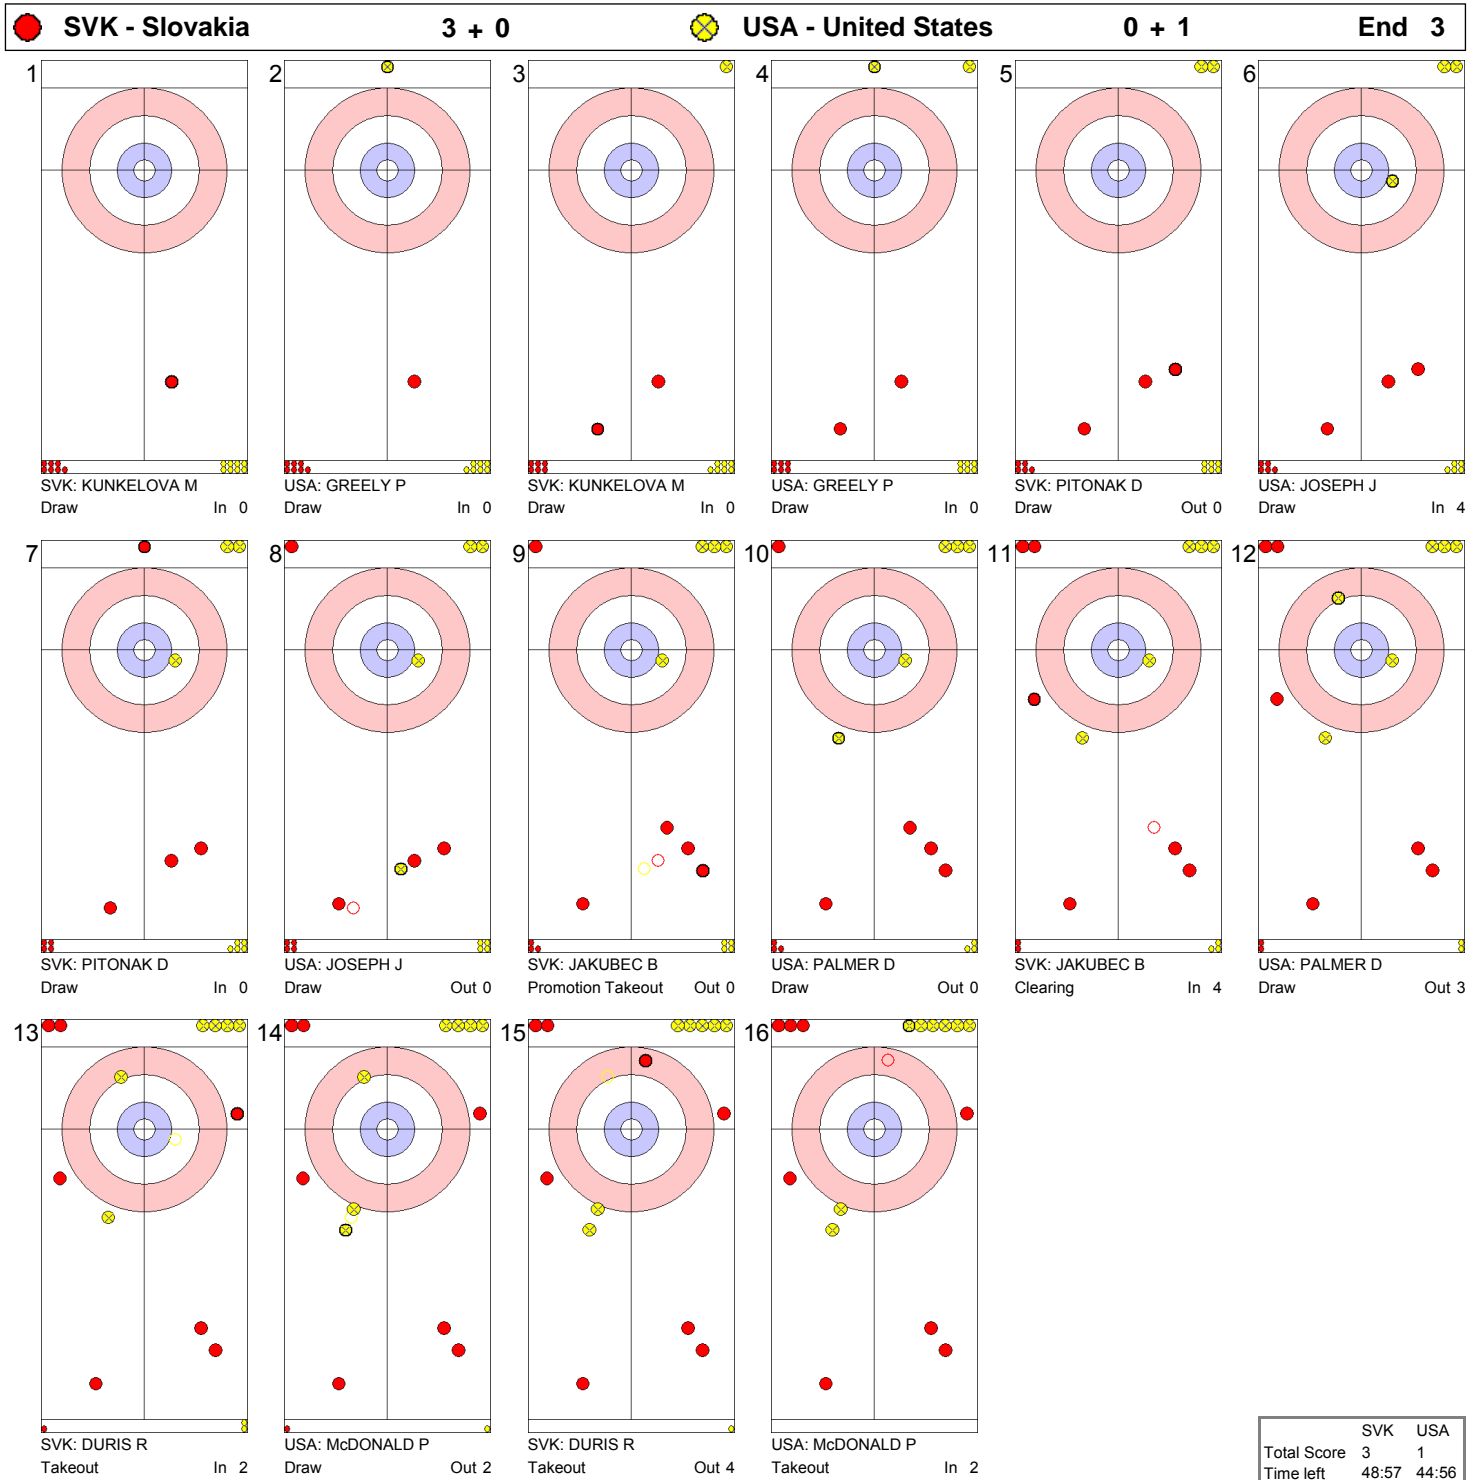 SVK - Slovakia 3 + 0 USA - United States 0 + 1 End 3
1 2 3 4 5 6
SVK: KUNKELOVA M
Draw In 0
USA: GREELY P
Draw In 0
SVK: KUNKELOVA M
Draw In 0
USA: GREELY P
Draw In 0
SVK: PITONAK D
Draw Out 0
USA: JOSEPH J
Draw In 4
7 8 9 10 11 12
SVK: PITONAK D
Draw In 0
USA: JOSEPH J
Draw Out 0
SVK: JAKUBEC B
Promotion Takeout Out 0
USA: PALMER D
Draw Out 0
SVK: JAKUBEC B
Clearing In 4
USA: PALMER D
Draw Out 3
13 14 15 16
SVK: DURIS R
Takeout In 2
USA: McDONALD P
Draw Out 2
SVK: DURIS R
Takeout Out 4
USA: McDONALD P
Takeout In 2
SVK USA
Total Score 3 1
Time left 48:57 44:56